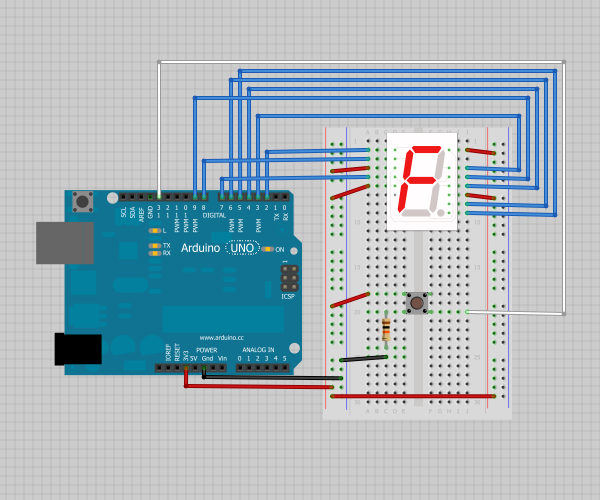 SCL
SDA
AREF
GND
13
12
PWM 11
PWM 10
PWM 9
8
DIGITAL
7
PWM 6
PWM 5
4
PWM 3
2
TX 1
RX 0
L
TX
RX
Arduino UNO
ON
1
ICSP
www.arduino.cc
POWER
ANALOG IN
IOREF
RESET
3V3
5V
Gnd
Vin
0 1 2 3 4 5